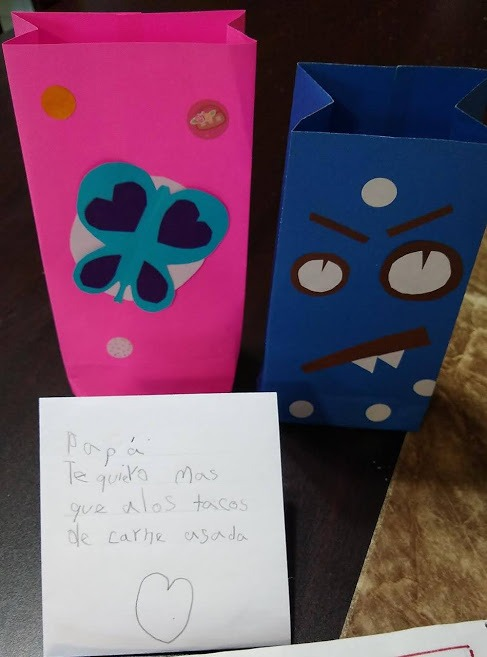 Papá
Te quiero mas
que alos tacos
de carne asada